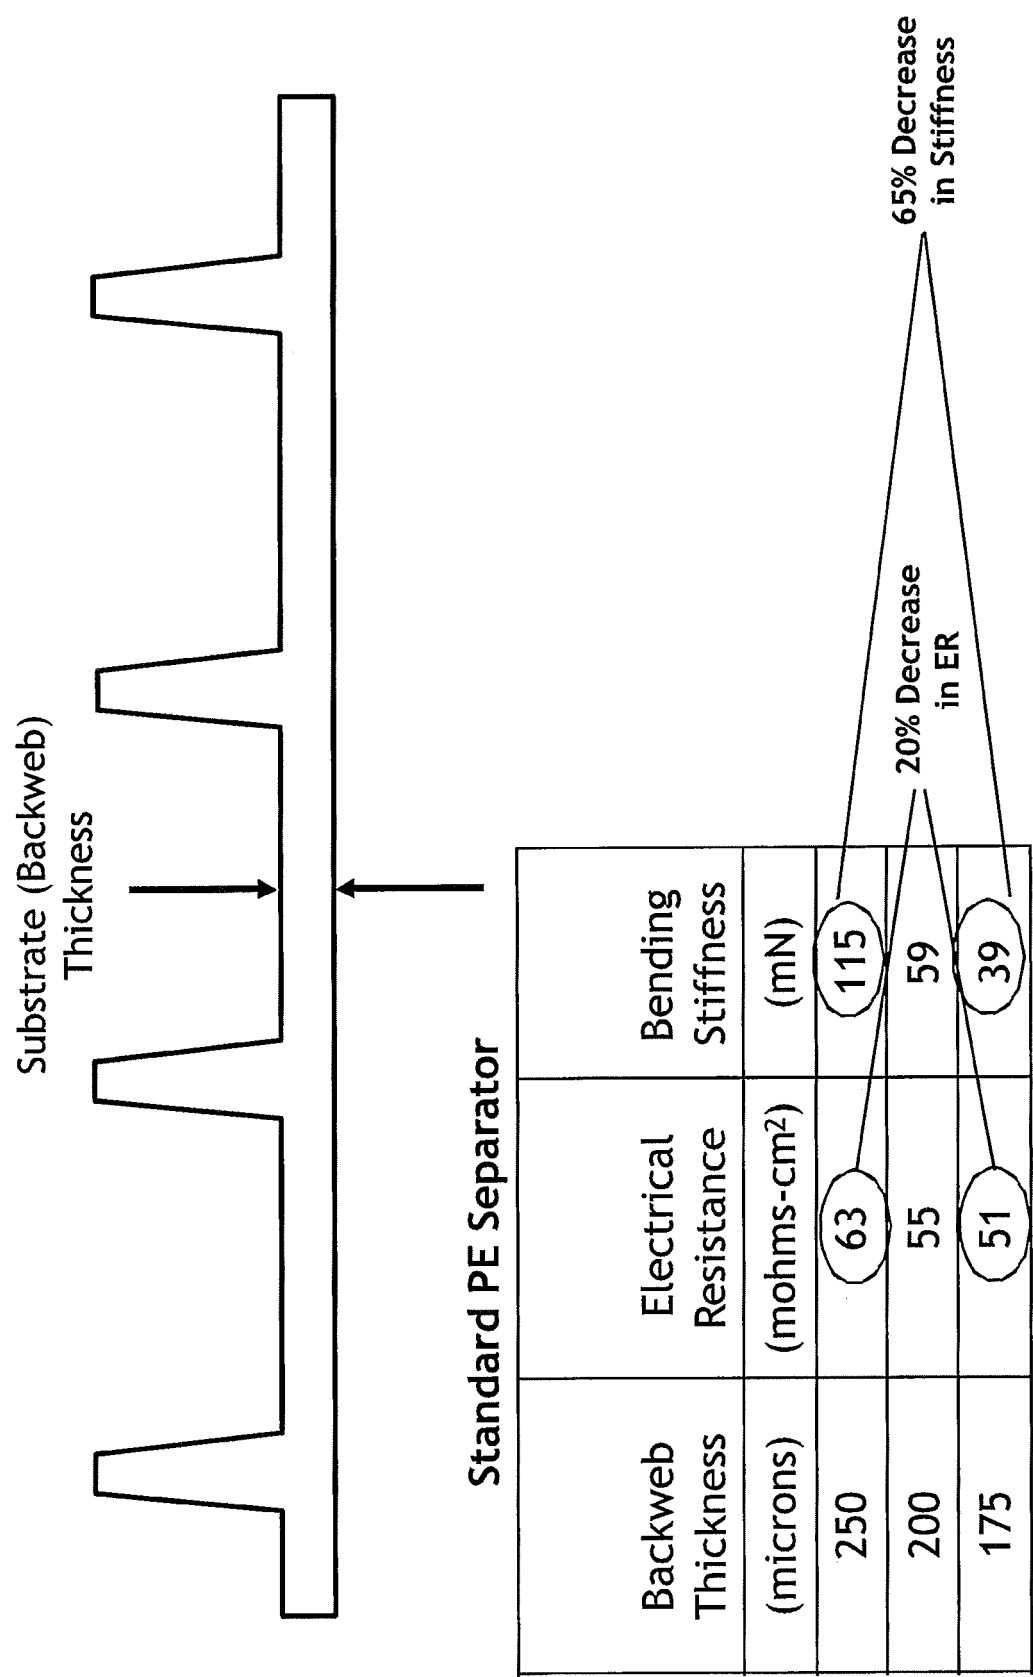 Substrate (Backweb)
Thickness
Standard PE Separator
Backweb
Thickness
Electrical
Resistance
Bending
Stiffness
(microns)
(mohms-cm²)
(mN)
250
63
115
200
55
59
175
51
39
20% Decrease
in ER
65% Decrease
in Stiffness